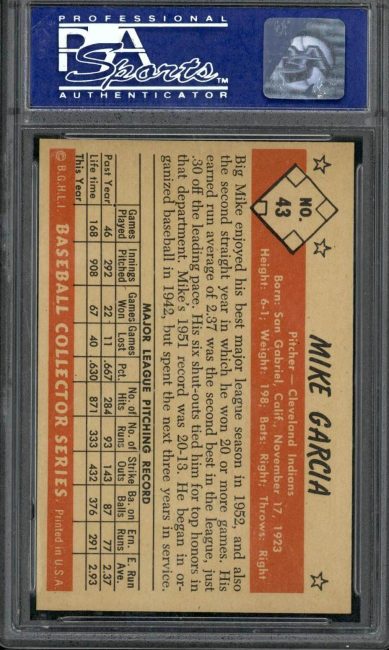 PROFESSIONAL
PSA
Sports™
AUTHENTICATOR
NO.
43
MIKE GARCIA
Pitcher—Cleveland Indians
Born: San Gabriel, Calif., November 17, 1923
Height: 6-1; Weight: 198; Bats: Right; Throws: Right
Big Mike enjoyed his best major league season in 1952, and also
the second straight year in which he won 20 or more games. His
earned run average of 2.37 was the second best in the league, just
.30 off the leading pace. His six shut-outs tied him for top honors in
that department. Mike's 1951 record was 20-13. He began in or-
ganized baseball in 1942, but spent the next three years in service.
MAJOR LEAGUE PITCHING RECORD
Games Innings Games Games No. of No. of Strike Ba. on Ern. E. Run
Played Pitched Won Lost Pct. Hits Runs Outs Balls Runs Ave.
Past Year 46 292 22 11 .667 284 93 143 87 77 2.37
Life time 168 908 67 40 .630 871 333 432 376 291 2.93
This Year
© B.G.H.L.I. BASEBALL COLLECTOR SERIES Printed in U.S.A.